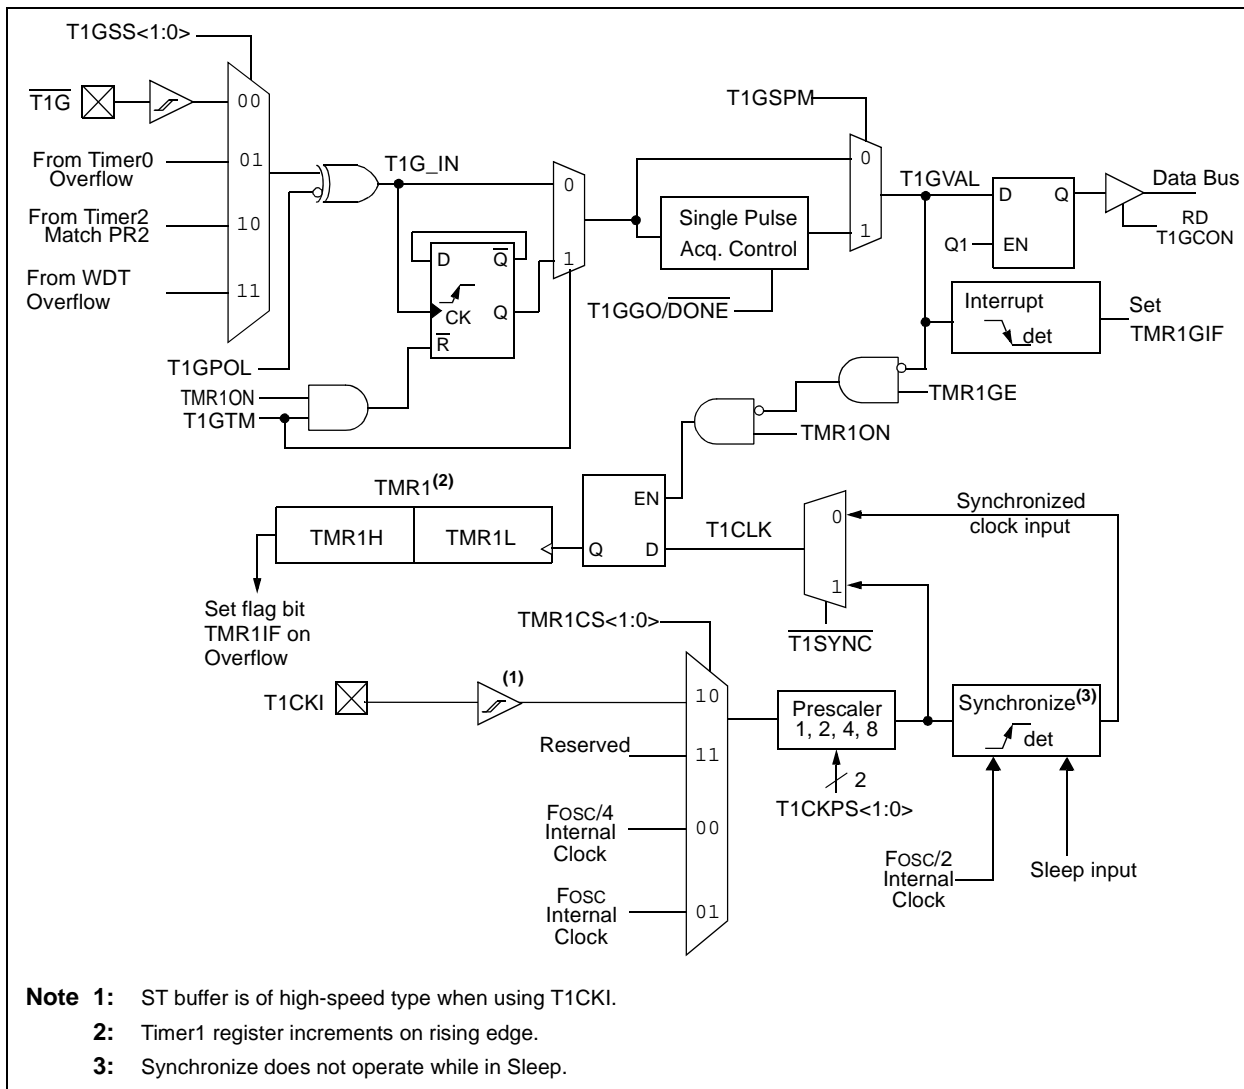 T1GSS<1:0>
T1G
00
From Timer0
Overflow
01
From Timer2
Match PR2
10
From WDT
Overflow
11
T1GPOL
TMR1ON
T1GTM
T1G_IN
D
Q
CK
Q
R
0
1
Single Pulse
Acq. Control
T1GGO/DONE
T1GSPM
0
1
T1GVAL
D
Q
Q1
EN
Data Bus
RD
T1GCON
Interrupt
det
Set
TMR1GIF
TMR1GE
TMR1ON
TMR1(2)
TMR1H
TMR1L
Set flag bit
TMR1IF on
Overflow
EN
Q
D
T1CLK
0
1
T1SYNC
Synchronized
clock input
TMR1CS<1:0>
T1CKI
(1)
10
Reserved
11
FOSC/4
Internal
Clock
00
FOSC
Internal
Clock
01
Prescaler
1, 2, 4, 8
2
T1CKPS<1:0>
Synchronize(3)
det
FOSC/2
Internal
Clock
Sleep input
Note 1: ST buffer is of high-speed type when using T1CKI.
2: Timer1 register increments on rising edge.
3: Synchronize does not operate while in Sleep.